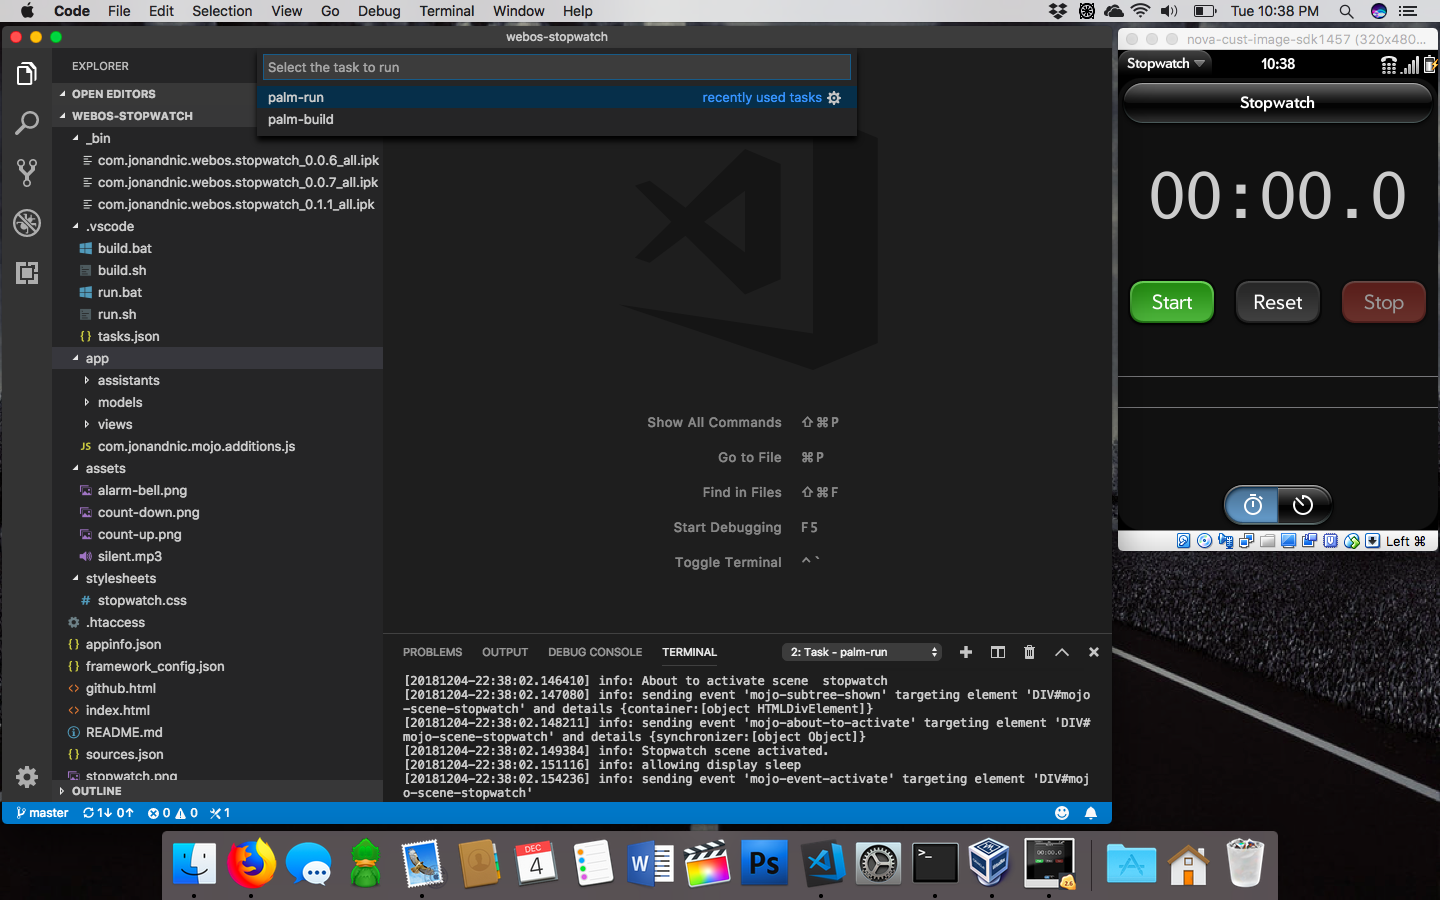 Code File Edit Selection View Go Debug Terminal Window Help
Tue 10:38 PM
webos-stopwatch
EXPLORER
OPEN EDITORS
WEBOS-STOPWATCH
_bin
com.jonandnic.webos.stopwatch_0.0.6_all.ipk
com.jonandnic.webos.stopwatch_0.0.7_all.ipk
com.jonandnic.webos.stopwatch_0.1.1_all.ipk
.vscode
build.bat
build.sh
run.bat
run.sh
tasks.json
app
assistants
models
views
JS com.jonandnic.mojo.additions.js
assets
alarm-bell.png
count-down.png
count-up.png
silent.mp3
stylesheets
# stopwatch.css
.htaccess
{} appinfo.json
{} framework_config.json
<> github.html
<> index.html
README.md
{} sources.json
stopwatch.png
OUTLINE
Select the task to run
palm-run recently used tasks
palm-build
Show All Commands ⇧⌘P
Go to File ⌘P
Find in Files ⇧⌘F
Start Debugging F5
Toggle Terminal ^`
PROBLEMS OUTPUT DEBUG CONSOLE TERMINAL 2: Task - palm-run
[20181204-22:38:02.146410] info: About to activate scene  stopwatch
[20181204-22:38:02.147080] info: sending event 'mojo-subtree-shown' targeting element 'DIV#mojo
-scene-stopwatch' and details {container:[object HTMLDivElement]}
[20181204-22:38:02.148211] info: sending event 'mojo-about-to-activate' targeting element 'DIV#
mojo-scene-stopwatch' and details {synchronizer:[object Object]}
[20181204-22:38:02.149384] info: Stopwatch scene activated.
[20181204-22:38:02.151116] info: allowing display sleep
[20181204-22:38:02.154236] info: sending event 'mojo-event-activate' targeting element 'DIV#moj
o-scene-stopwatch'
master 1↓ 0↑ 0 0 1
nova-cust-image-sdk1457 (320x480...
Stopwatch 10:38
Stopwatch
00:00.0
Start Reset Stop
Left ⌘
DEC
4
W
Ps
>_
2.6